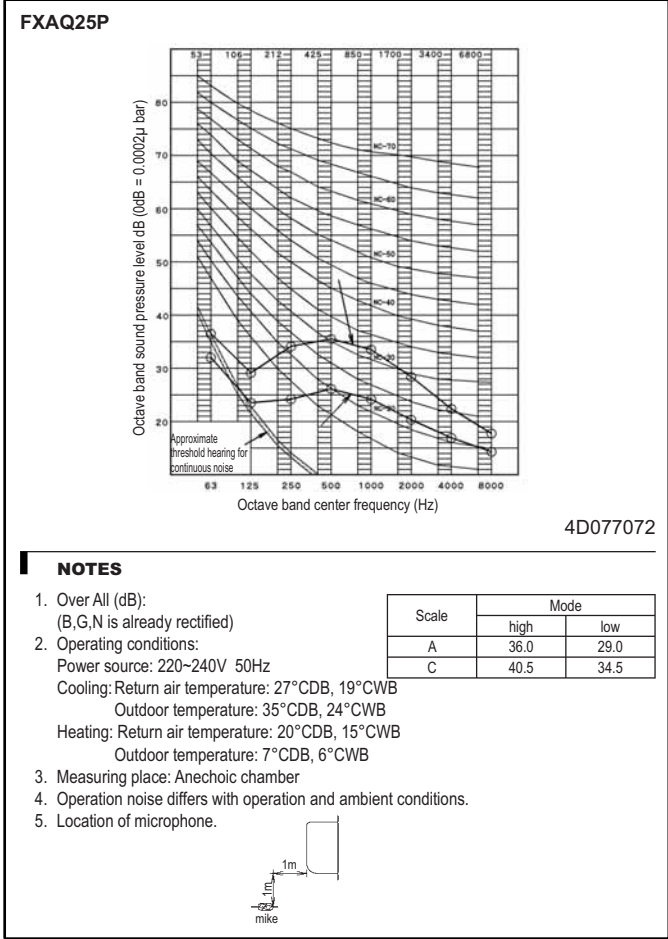 FXAQ25P
53 106 212 425 850 1700 3400 6800
Octave band sound pressure level dB (0dB = 0.0002μ bar)
80
70
60
50
40
30
20
NC-70
NC-60
NC-50
NC-40
NC-20
Approximate
threshold hearing for
continuous noise
63 125 250 500 1000 2000 4000 8000
Octave band center frequency (Hz)
4D077072
NOTES
1. Over All (dB):
(B,G,N is already rectified)
2. Operating conditions:
Power source: 220~240V 50Hz
Cooling: Return air temperature: 27°CDB, 19°CWB
Outdoor temperature: 35°CDB, 24°CWB
Heating: Return air temperature: 20°CDB, 15°CWB
Outdoor temperature: 7°CDB, 6°CWB
3. Measuring place: Anechoic chamber
4. Operation noise differs with operation and ambient conditions.
5. Location of microphone.
Scale Mode
high low
A 36.0 29.0
C 40.5 34.5
1m
1m
mike